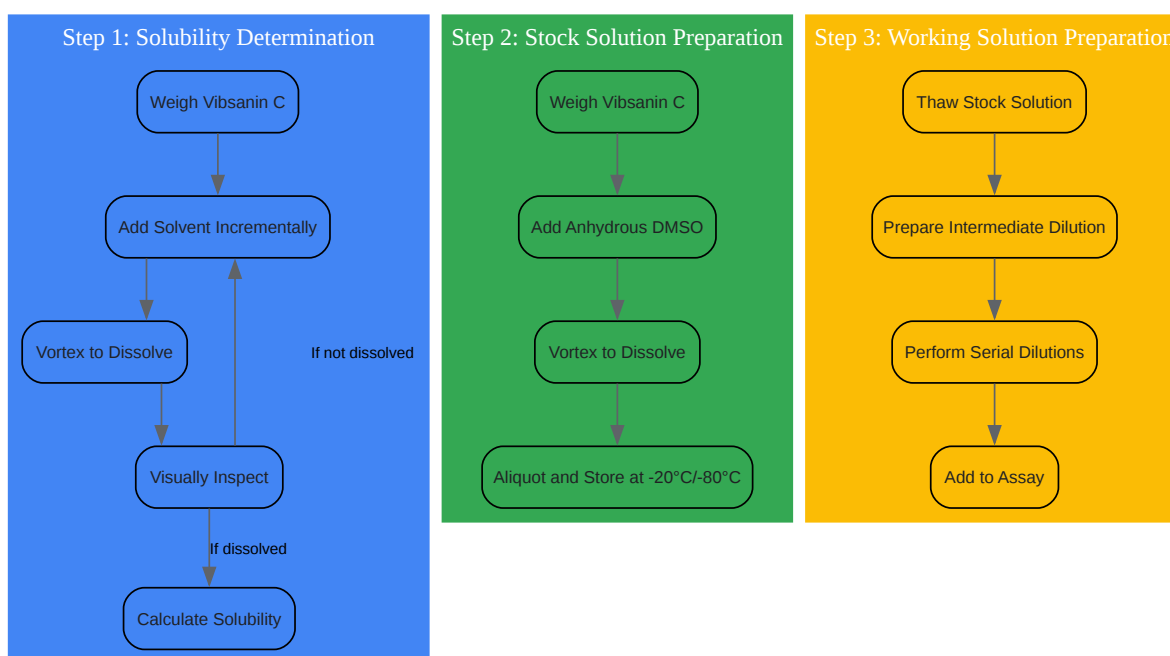 Step 1: Solubility Determination
Weigh Vibsanin C
Add Solvent Incrementally
Vortex to Dissolve
If not dissolved
Visually Inspect
If dissolved
Calculate Solubility
Step 2: Stock Solution Preparation
Weigh Vibsanin C
Add Anhydrous DMSO
Vortex to Dissolve
Aliquot and Store at -20°C/-80°C
Step 3: Working Solution Preparation
Thaw Stock Solution
Prepare Intermediate Dilution
Perform Serial Dilutions
Add to Assay